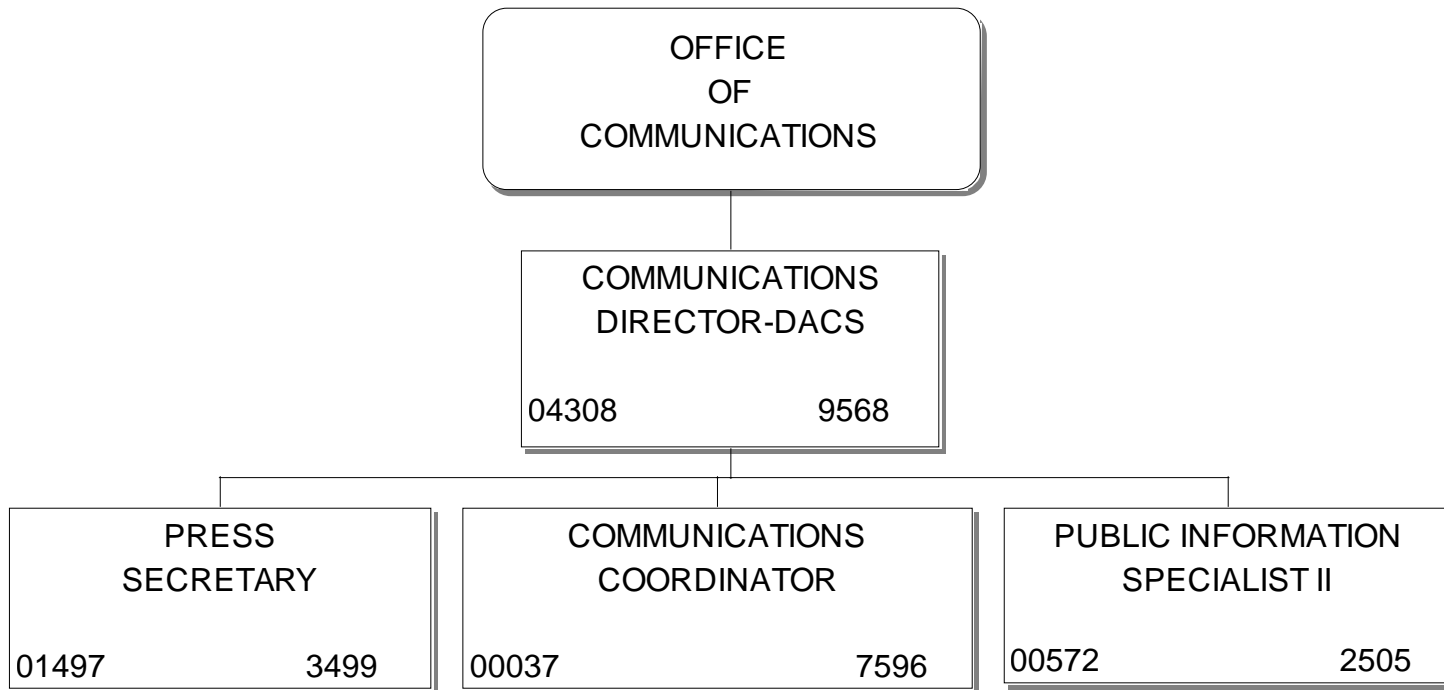 OFFICE
OF
COMMUNICATIONS
COMMUNICATIONS
DIRECTOR-DACS
04308 9568
PRESS
SECRETARY
01497 3499
COMMUNICATIONS
COORDINATOR
00037 7596
PUBLIC INFORMATION
SPECIALIST II
00572 2505